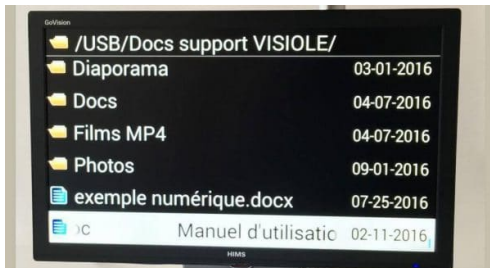 GoVision
/USB/Docs support VISIOLE/
Diaporama 03-01-2016
Docs 04-07-2016
Films MP4 04-07-2016
Photos 09-01-2016
exemple numérique.docx 07-25-2016
Manuel d'utilisatio 02-11-2016
HIMS